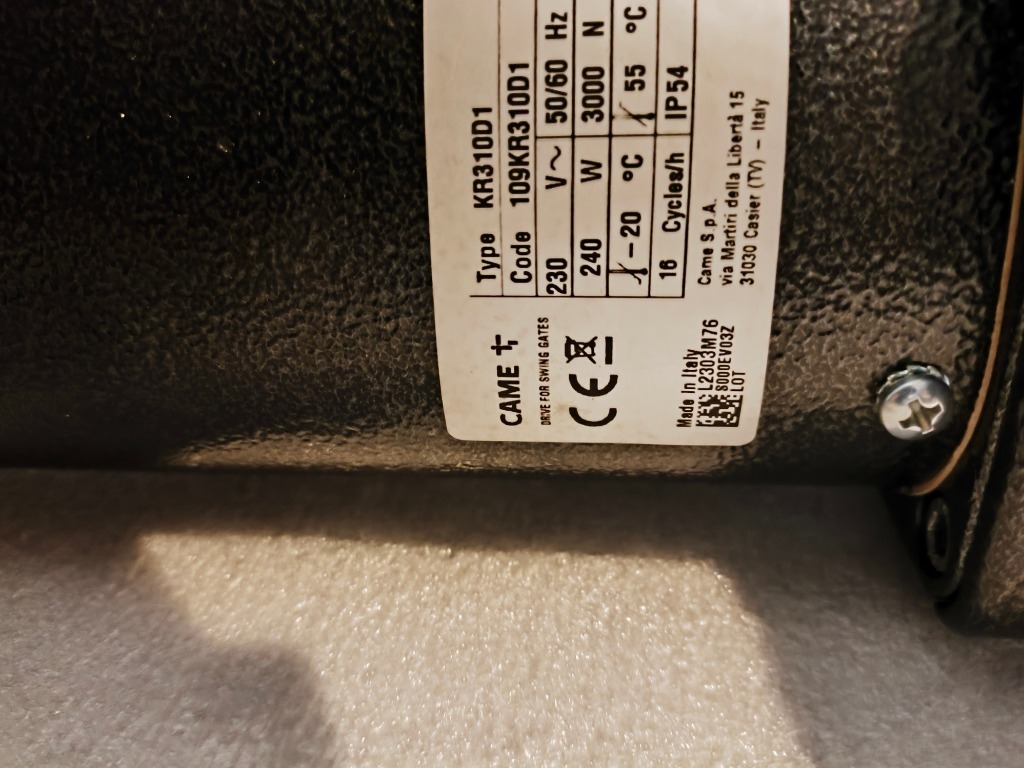 CAME
DRIVE FOR SWING GATES
CE
Type KR310D1
Code 109KR310D1
230 V~ 50/60 Hz
240 W 3000 N
-20 °C 55 °C
16 Cycles/h IP54
Made in Italy
L2303M76
8000EV03Z
LOT
Came S.p.A.
via Martiri della Libertà 15
31030 Casier (TV) – Italy